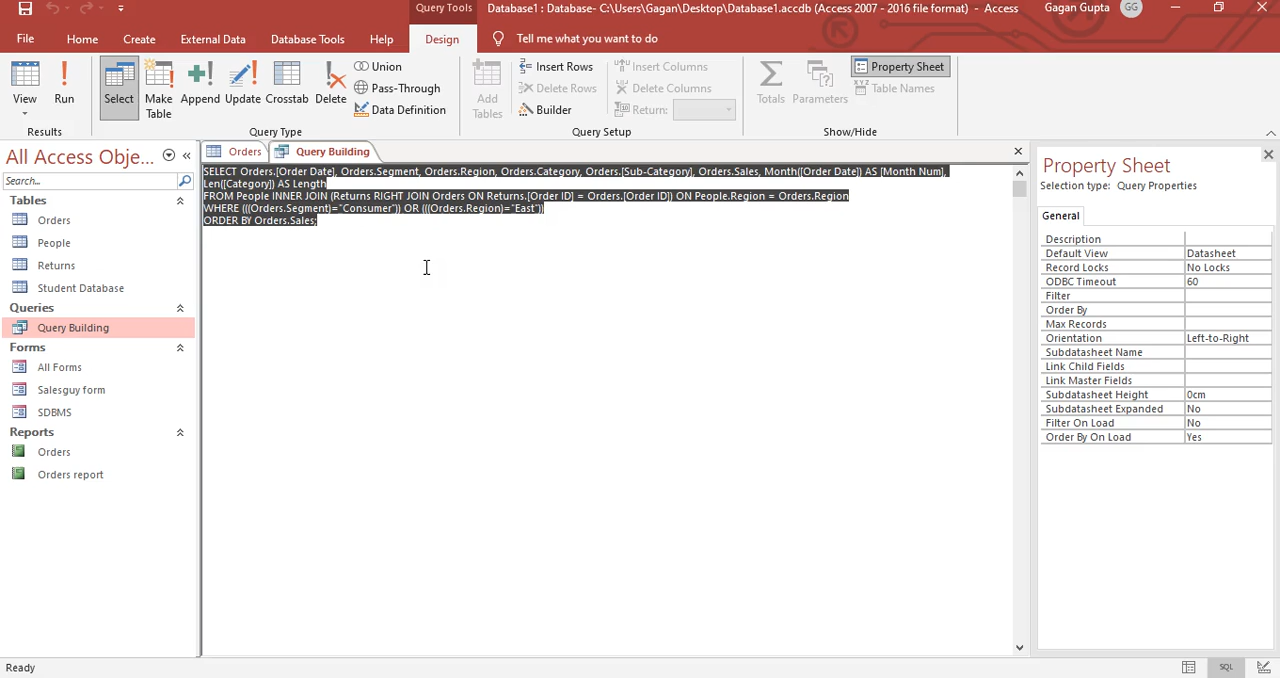 Query Tools
Database1 : Database- C:\Users\Gagan\Desktop\Database1.accdb (Access 2007 - 2016 file format) - Access
Gagan Gupta
GG
File
Home
Create
External Data
Database Tools
Help
Design
Tell me what you want to do
View
Run
Results
Select
Make Table
Append
Update
Crosstab
Delete
Union
Pass-Through
Data Definition
Query Type
Add Tables
Insert Rows
Delete Rows
Builder
Insert Columns
Delete Columns
Return:
Query Setup
Totals
Parameters
Property Sheet
Table Names
Show/Hide
All Access Obje...
Search...
Tables
Orders
People
Returns
Student Database
Queries
Query Building
Forms
All Forms
Salesguy form
SDBMS
Reports
Orders
Orders report
Orders
Query Building
SELECT Orders.[Order Date], Orders.Segment, Orders.Region, Orders.Category, Orders.[Sub-Category], Orders.Sales, Month([Order Date]) AS [Month Num],
Len([Category]) AS Length
FROM People INNER JOIN (Returns RIGHT JOIN Orders ON Returns.[Order ID] = Orders.[Order ID]) ON People.Region = Orders.Region
WHERE (((Orders.Segment)="Consumer")) OR (((Orders.Region)="East"))
ORDER BY Orders.Sales;
Property Sheet
Selection type: Query Properties
General
Description
Default View Datasheet
Record Locks No Locks
ODBC Timeout 60
Filter
Order By
Max Records
Orientation Left-to-Right
Subdatasheet Name
Link Child Fields
Link Master Fields
Subdatasheet Height 0cm
Subdatasheet Expanded No
Filter On Load No
Order By On Load Yes
Ready
SQL